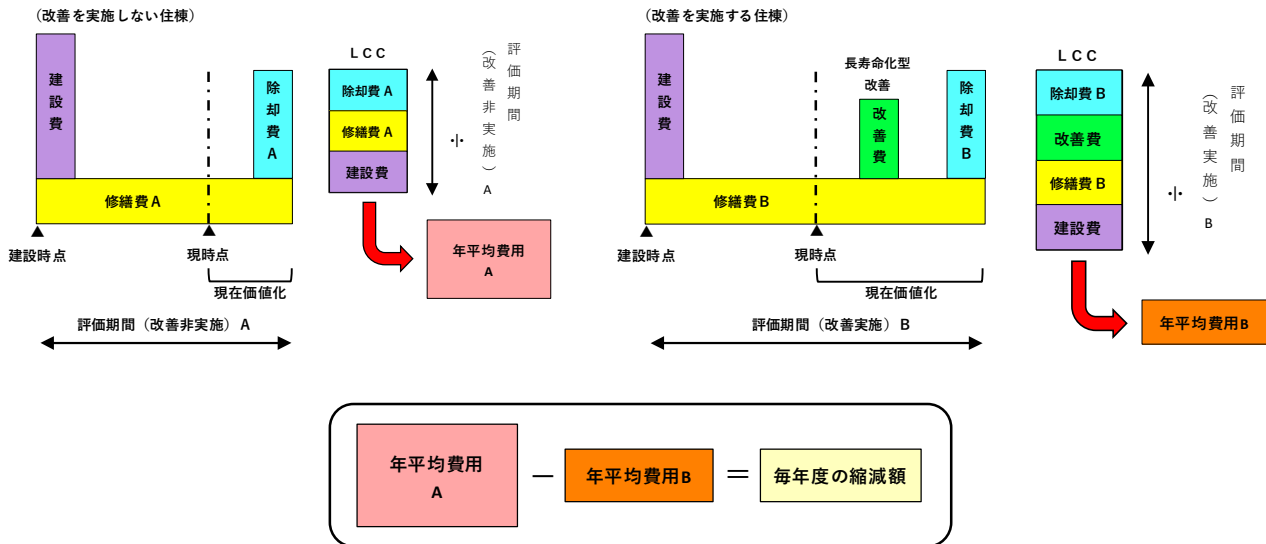 （改善を実施しない住棟）
建設費
除却費A
修繕費A
建設時点
現時点
現在価値化
評価期間（改善非実施）A
LCC
除却費A
修繕費A
建設費
÷
評価期間
（改善非実施）A
年平均費用
A
（改善を実施する住棟）
建設費
長寿命化型
改善
改善費
除却費B
修繕費B
建設時点
現時点
現在価値化
評価期間（改善実施）B
LCC
除却費B
改善費
修繕費B
建設費
÷
評価期間
（改善実施）B
年平均費用B
年平均費用
A
－
年平均費用B
＝
毎年度の縮減額